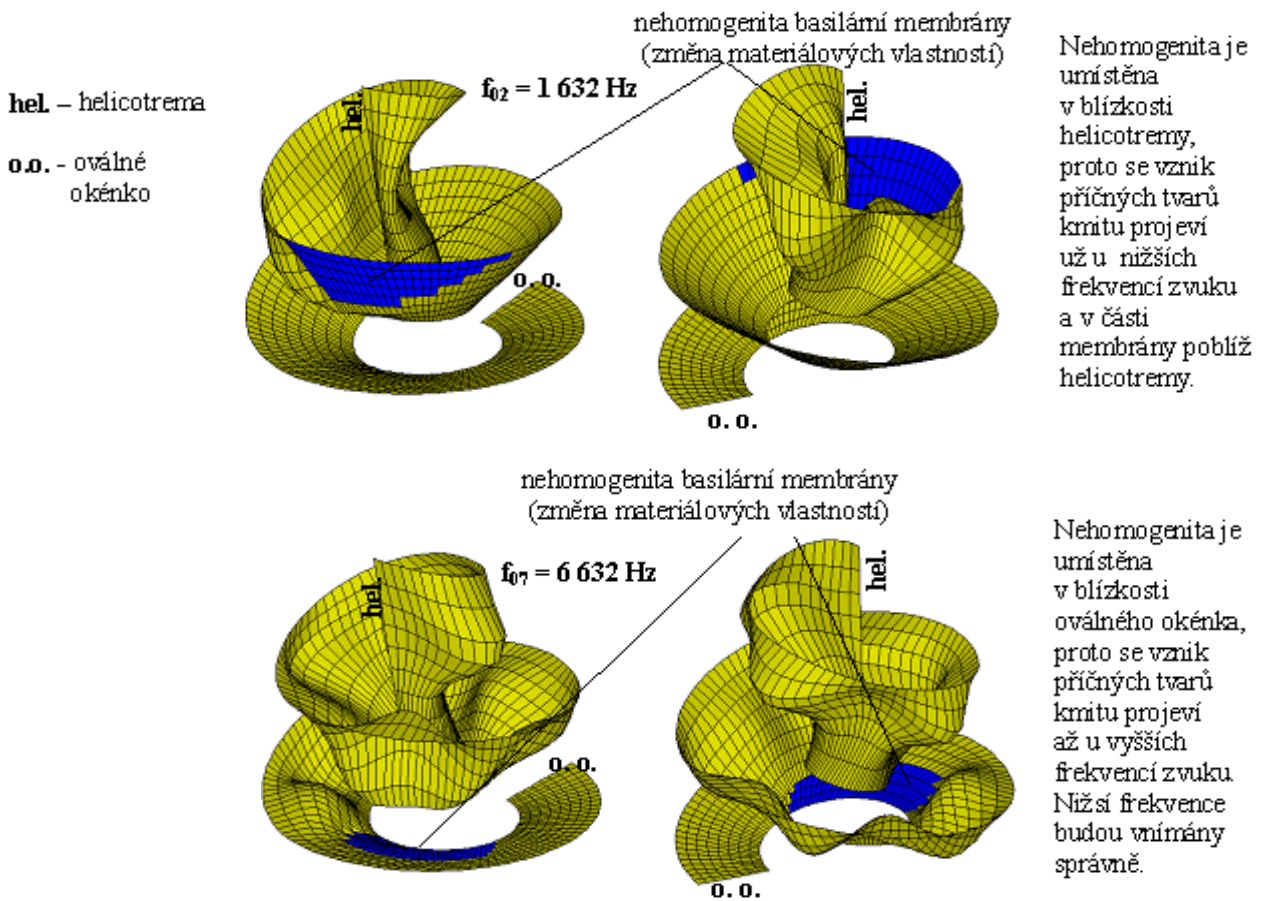 nehomogenita basilární membrány
(změna materiálových vlastností)
hel. – helicotrema
o.o. - oválné
okénko
f02 = 1 632 Hz
hel.
o. o.
hel.
o. o.
Nehomogenita je
umístěna
v blízkosti
helicotremy,
proto se vznik
příčných tvarů
kmitu projeví
už u nižších
frekvencí zvuku
a v části
membrány poblíž
helicotremy.
nehomogenita basilární membrány
(změna materiálových vlastností)
f07 = 6 632 Hz
hel.
o. o.
hel.
o. o.
Nehomogenita je
umístěna
v blízkosti
oválného okénka,
proto se vznik
příčných tvarů
kmitu projeví
až u vyšších
frekvencí zvuku
Nižsí frekvence
budou vnímány
správně.